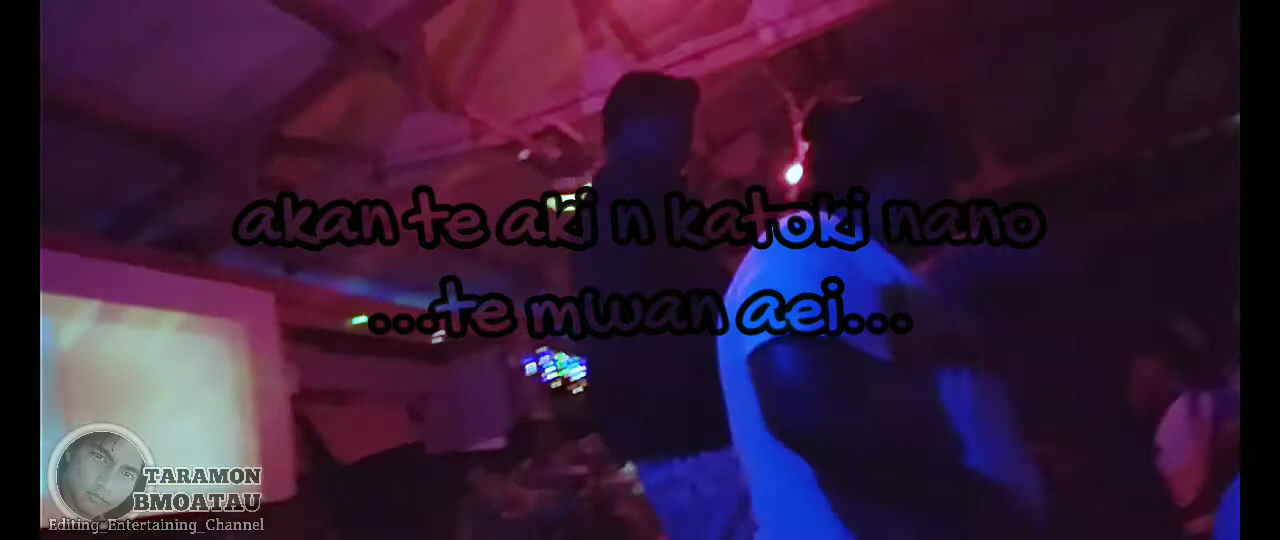 akan te aki n katoki nano
...te mwan aei...
TARAMON
BMOATAU
Editing_Entertaining_Channel